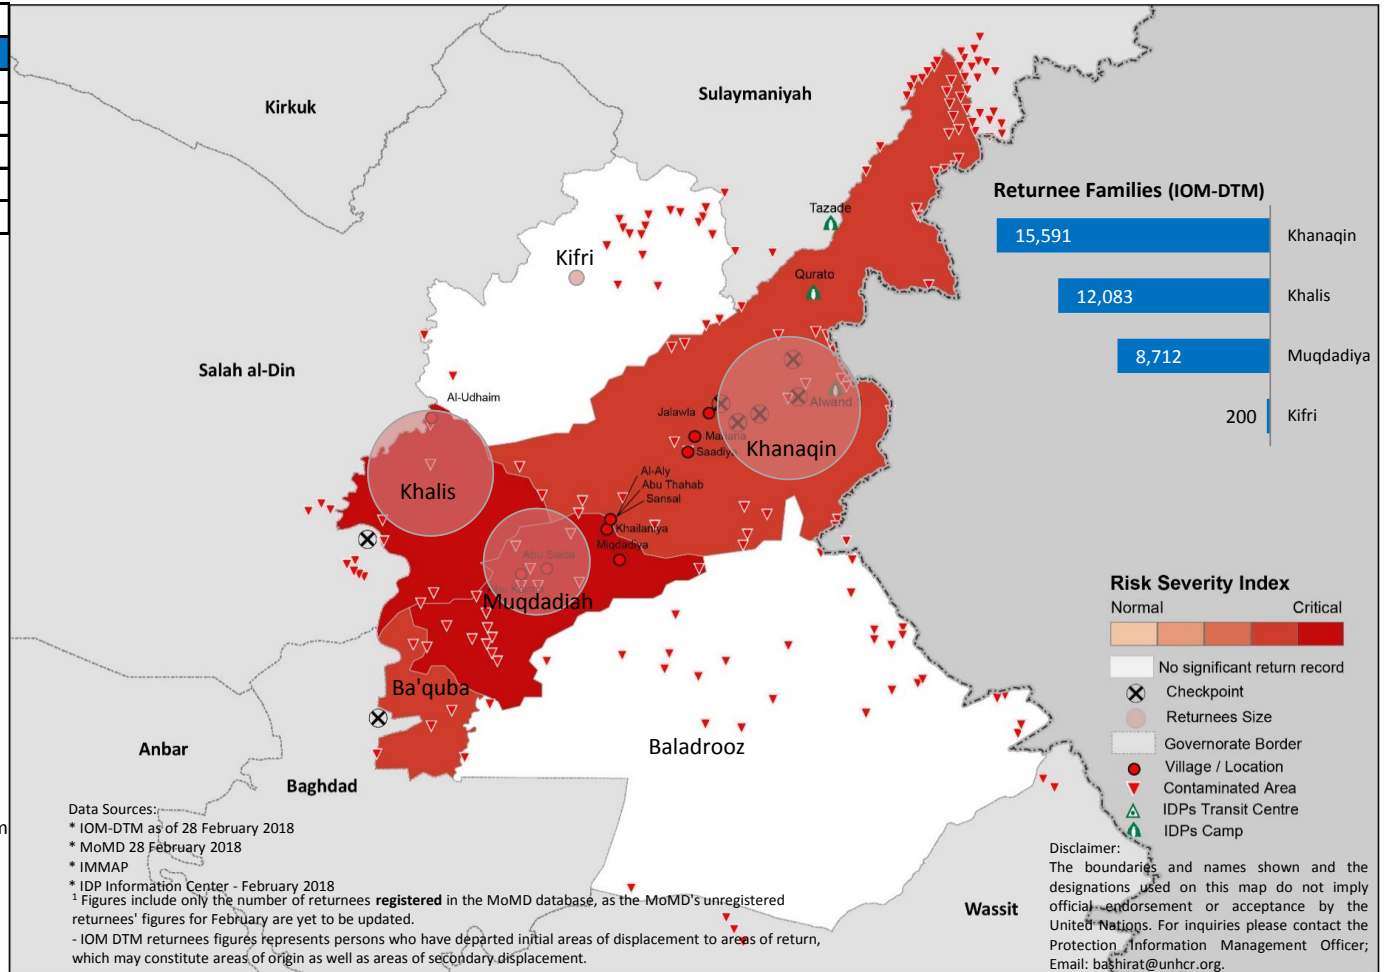 Kirkuk
Sulaymaniyah
Tazade
Qurato
Kifri
Salah al-Din
Al-Udhaim
Jalawla
Saadiya
Alwand
Khanaqin
Khalis
Al-Aly
Abu Thahab
Sansal
Khailaniya
Miqdadiya
Abu Saida
Muqdadiah
Ba'quba
Baladrooz
Anbar
Baghdad
Wassit
Returnee Families (IOM-DTM)
15,591 Khanaqin
12,083 Khalis
8,712 Muqdadiya
200 Kifri
Risk Severity Index
Normal Critical
No significant return record
Checkpoint
Returnees Size
Governorate Border
Village / Location
Contaminated Area
IDPs Transit Centre
IDPs Camp
Data Sources:
* IOM-DTM as of 28 February 2018
* MoMD 28 February 2018
* IMMAP
* IDP Information Center - February 2018
¹ Figures include only the number of returnees registered in the MoMD database, as the MoMD's unregistered
returnees' figures for February are yet to be updated.
- IOM DTM returnees figures represents persons who have departed initial areas of displacement to areas of return,
which may constitute areas of origin as well as areas of secondary displacement.
Disclaimer:
The boundaries and names shown and the
designations used on this map do not imply
official endorsement or acceptance by the
United Nations. For inquiries please contact the
Protection Information Management Officer;
Email: bashirat@unhcr.org.